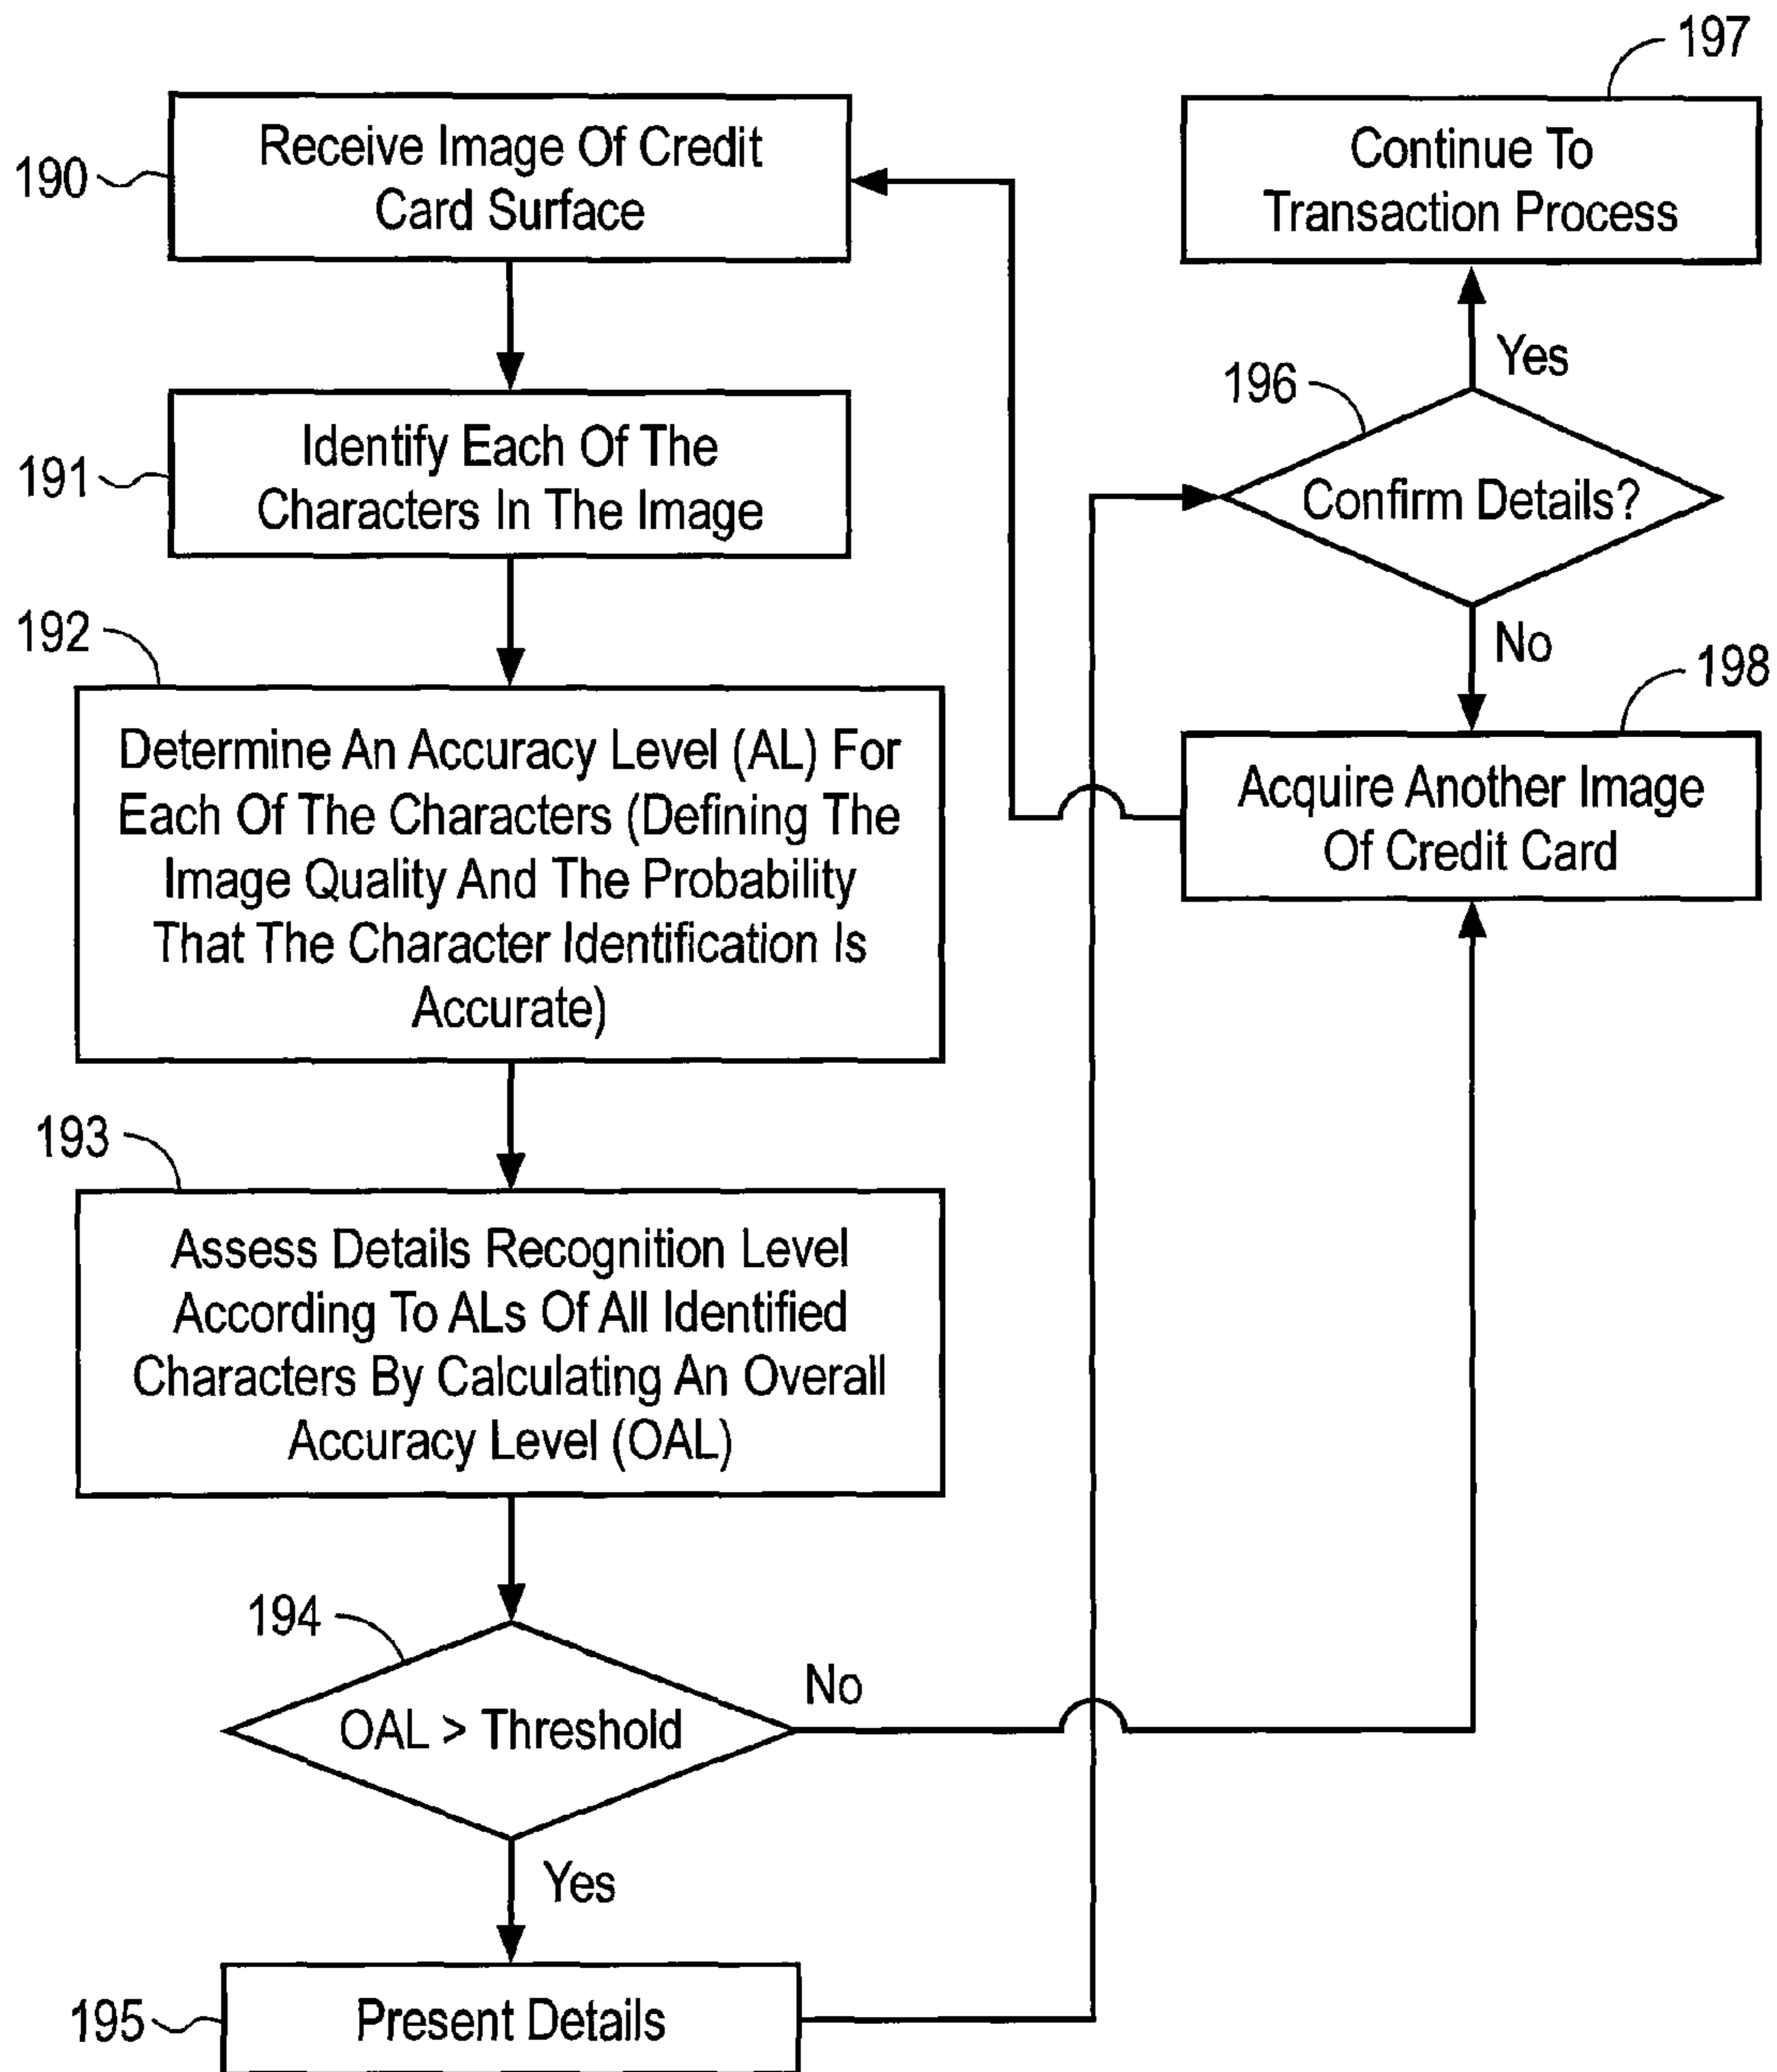 190
Receive Image Of Credit
Card Surface
191
Identify Each Of The
Characters In The Image
192
Determine An Accuracy Level (AL) For
Each Of The Characters (Defining The
Image Quality And The Probability
That The Character Identification Is
Accurate)
193
Assess Details Recognition Level
According To ALs Of All Identified
Characters By Calculating An Overall
Accuracy Level (OAL)
194
OAL > Threshold
No
Yes
195
Present Details
196
Confirm Details?
Yes
197
Continue To
Transaction Process
No
198
Acquire Another Image
Of Credit Card